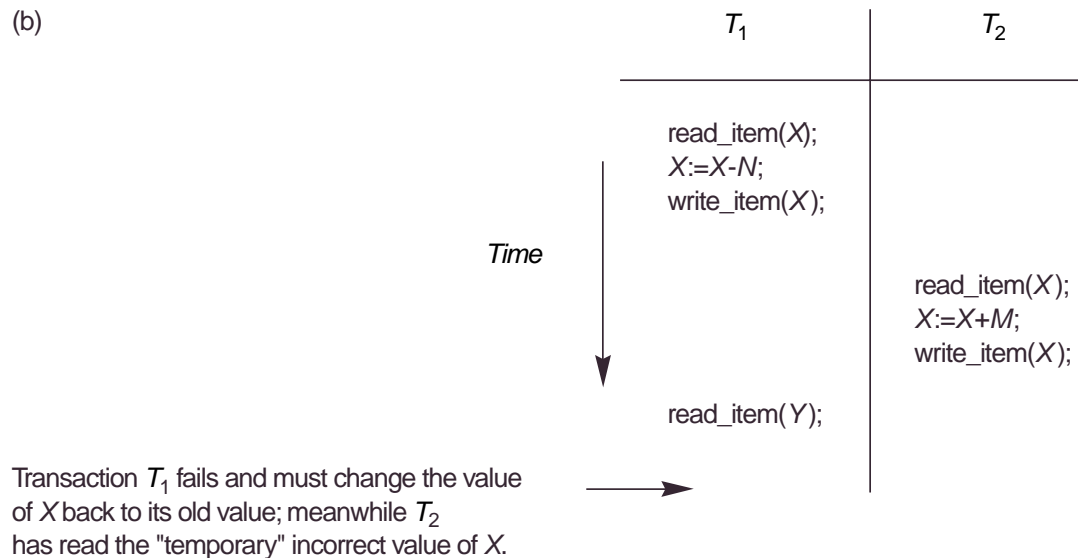 (b)
T1 T2
read_item(X);
X:=X-N;
write_item(X);
Time
read_item(X);
X:=X+M;
write_item(X);
read_item(Y);
Transaction T1 fails and must change the value
of X back to its old value; meanwhile T2
has read the "temporary" incorrect value of X.